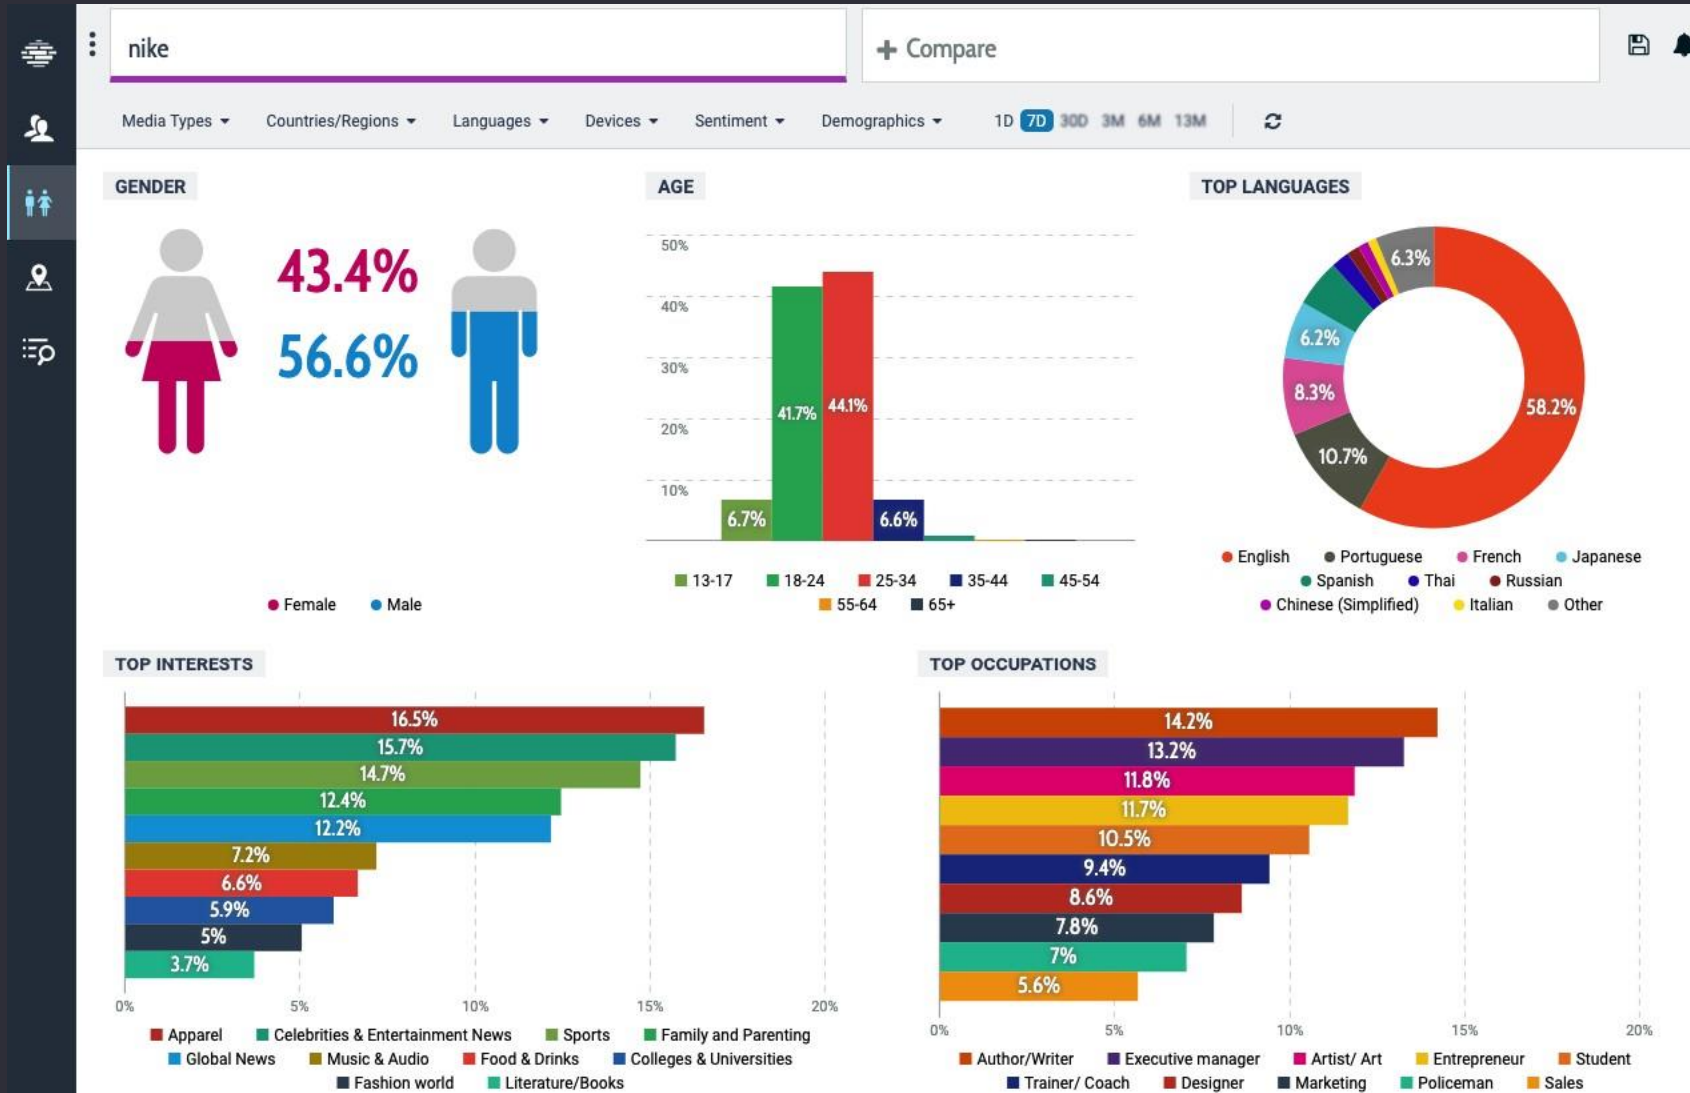 nike
+ Compare
Media Types
Countries/Regions
Languages
Devices
Sentiment
Demographics
1D 7D 30D 3M 6M 13M
GENDER
43.4%
56.6%
Female Male
AGE
50%
40%
30%
20%
10%
6.7%
41.7%
44.1%
6.6%
13-17 18-24 25-34 35-44 45-54
55-64 65+
TOP LANGUAGES
6.3%
6.2%
8.3%
10.7%
58.2%
English Portuguese French Japanese
Spanish Thai Russian
Chinese (Simplified) Italian Other
TOP INTERESTS
16.5%
15.7%
14.7%
12.4%
12.2%
7.2%
6.6%
5.9%
5%
3.7%
0% 5% 10% 15% 20%
Apparel Celebrities & Entertainment News Sports Family and Parenting
Global News Music & Audio Food & Drinks Colleges & Universities
Fashion world Literature/Books
TOP OCCUPATIONS
14.2%
13.2%
11.8%
11.7%
10.5%
9.4%
8.6%
7.8%
7%
5.6%
0% 5% 10% 15% 20%
Author/Writer Executive manager Artist/ Art Entrepreneur Student
Trainer/ Coach Designer Marketing Policeman Sales